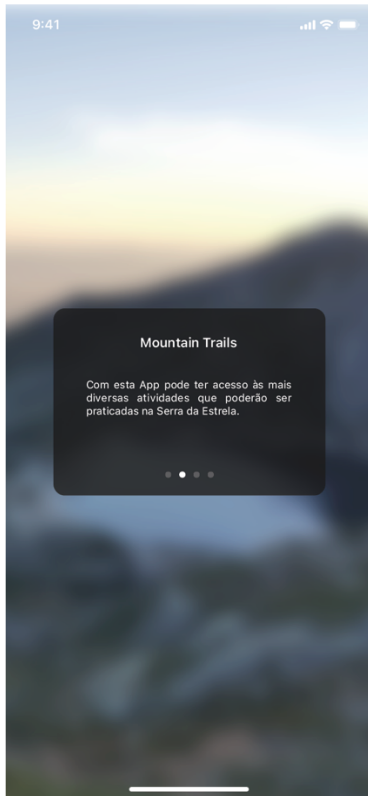 9:41
Mountain Trails
Com esta App pode ter acesso às mais
diversas atividades que poderão ser
praticadas na Serra da Estrela.